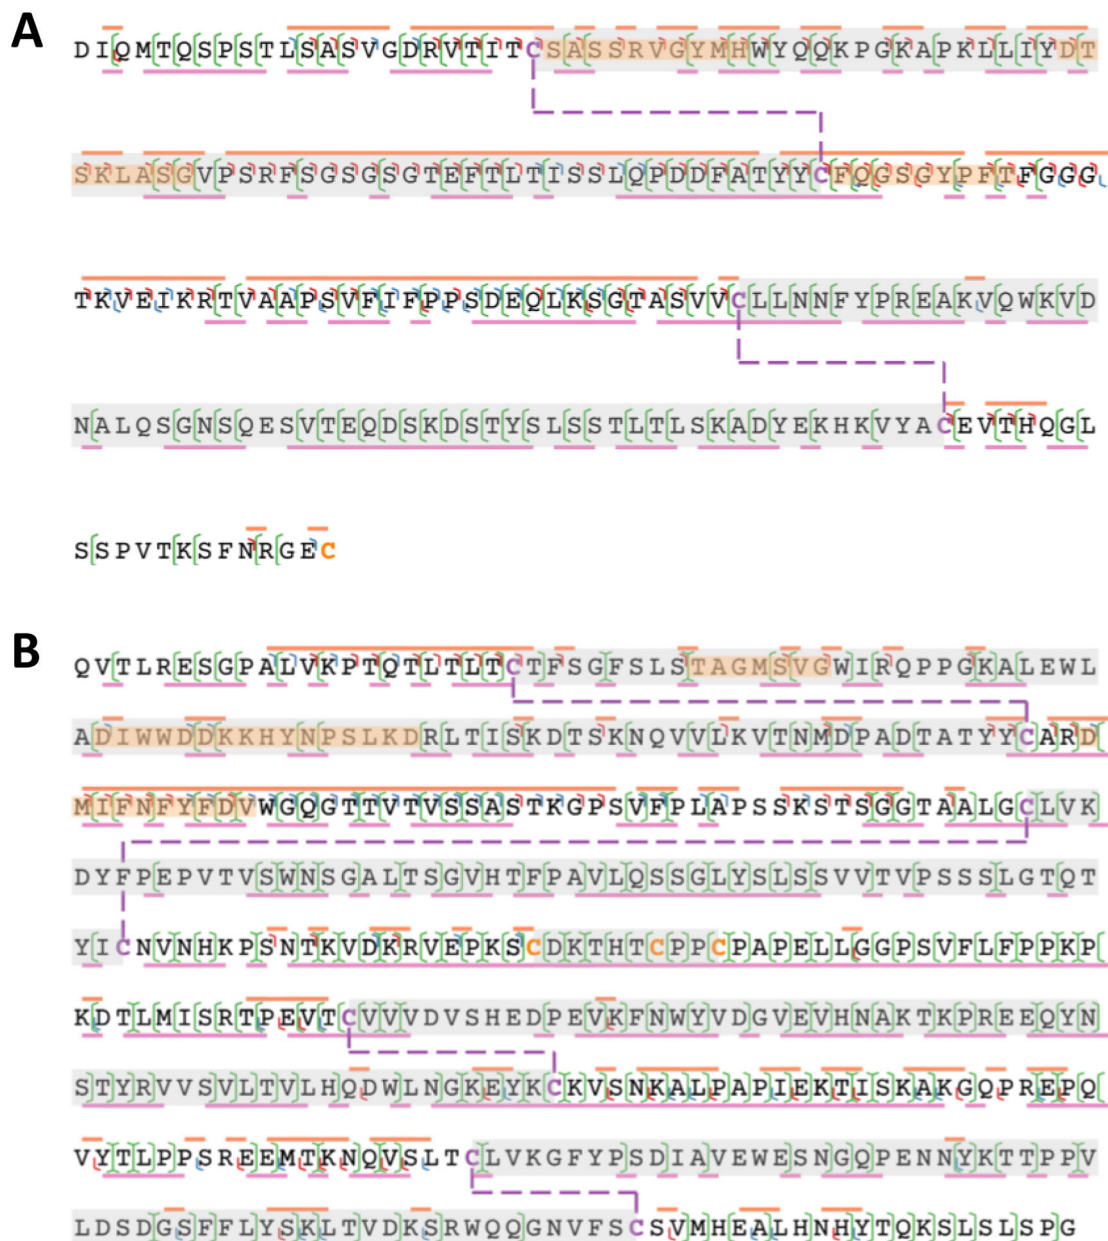 A
DIQMTQSPSTLSASVGDRVTITCSASSRVGYMHWYQQKPGKAPKLLIYDT
SKLASGVPSRFSGSGSGTEFTLTISSLQPDDFATYYCFQGSGYPFTFGGG
TKVEIKRTVAAPSVFIFPPSDEQLKSGTASVVCLLNNFYPREAKVQWKVD
NALQSGNSQESVTEQDSKDSTYSLSSTLTLSKADYEKHKVYACEVTHQGL
SSPVTKSFNRGEC
B
QVTLRESGPALVKPTQTLTLTCTFSGFSLSTAGMSVGWIRQPPGKALEWL
ADIWWDDKKHYNPSLKDRLTISKDTSKNQVVLKVTNMDPADTATYYCARD
MIFNFYFDVWGQGTTVTVSSASTKGPSVFPLAPSSKSTSGGTAALGCLVK
DYFPEPVTVSWNSGALTSGVHTFPAVLQSSGLYSLSSVVTVPSSSLGTQT
YICNVNHKPSNTKVDKRVEPKSCDKTHTCPPCPAPELLGGPSVFLFPPKP
KDTLMISRTPEVTCVVVDVSHEDPEVKFNWYVDGVEVHNAKTKPREEQYN
STYRVVSVLTVLHQDWLNGKEYKCKVSNKALPAPIEKTISKAKGQPREPQ
VYTLPPSREEMTKNQVSLTCLVKGFYPSDIAVEWESNGQPENNYKTTPPV
LDSDGSFFLYSKLTVDKSRWQQGNVFSCSVMHEALHNHYTQKSLSLSPG